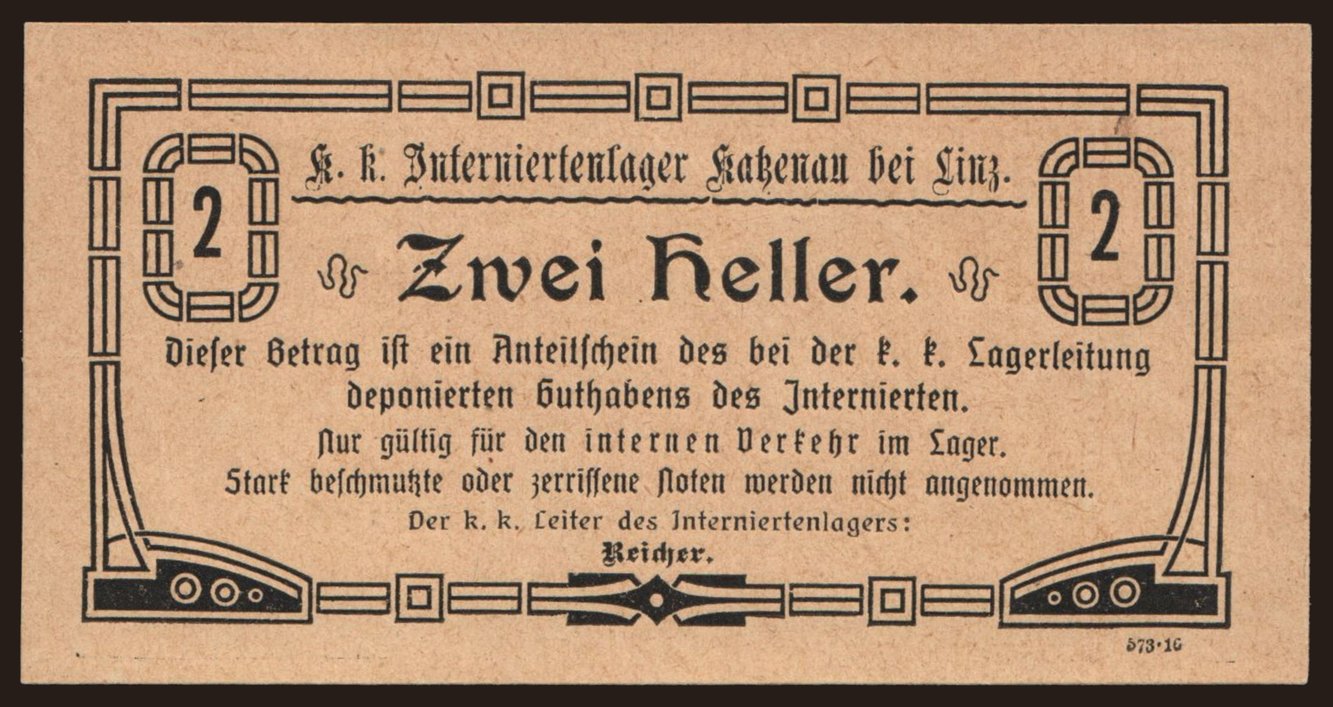 2
2
K. k. Interniertenlager Katzenau bei Linz.
Zwei Heller.
Dieser Betrag ist ein Anteilschein des bei der k. k. Lagerleitung
deponierten Guthabens des Internierten.
Nur gültig für den internen Verkehr im Lager.
Stark beschmutzte oder zerrissene Noten werden nicht angenommen.
Der k. k. Leiter des Interniertenlagers:
Reicher.
573·16